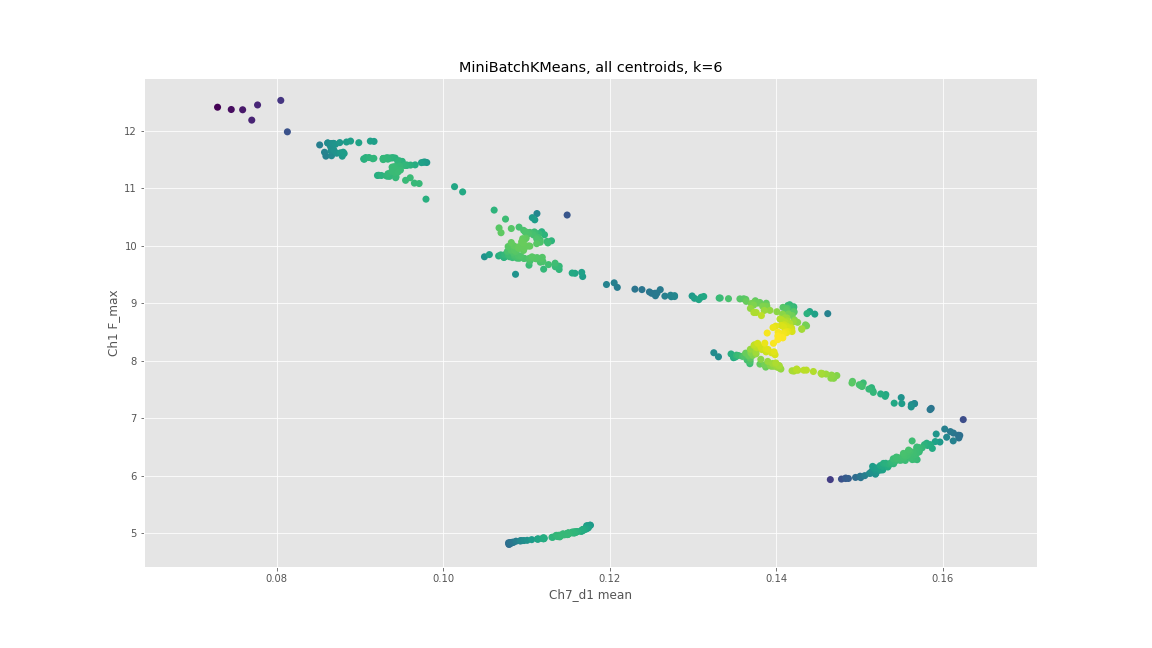 MiniBatchKMeans, all centroids, k=6
12
11
10
9
8
7
6
5
Ch1 F_max
0.08 0.10 0.12 0.14 0.16
Ch7_d1 mean